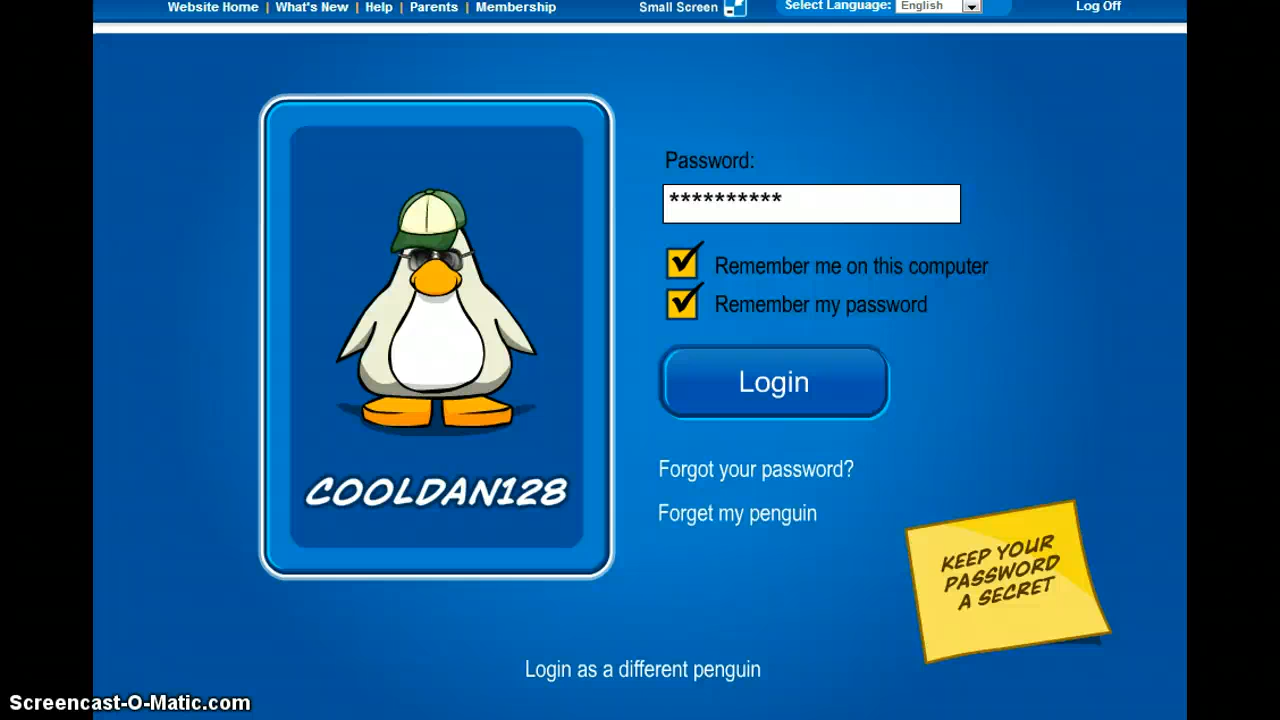 Website Home | What's New | Help | Parents | Membership
Small Screen
Select Language: English
Log Off
Password:
**********
Remember me on this computer
Remember my password
Login
COOLDAN128
Forgot your password?
Forget my penguin
KEEP YOUR
PASSWORD
A SECRET
Login as a different penguin
Screencast-O-Matic.com